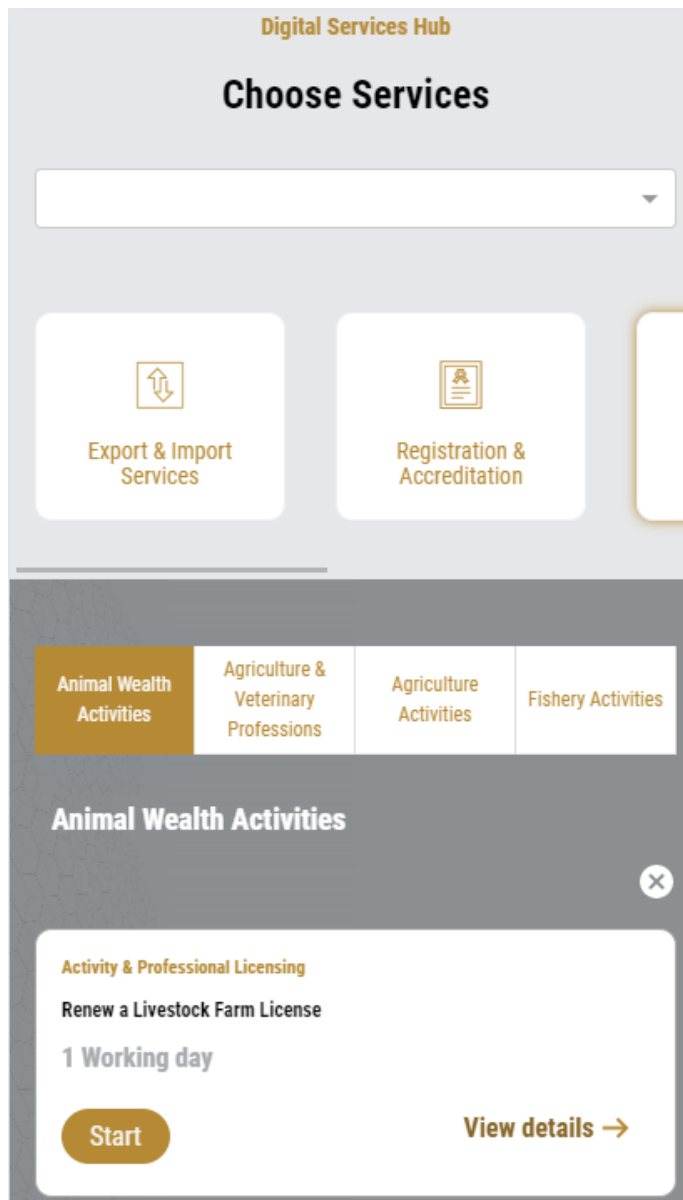 Digital Services Hub
Choose Services
Export & Import
Services
Registration &
Accreditation
Animal Wealth
Activities
Agriculture &
Veterinary
Professions
Agriculture
Activities
Fishery Activities
Animal Wealth Activities
Activity & Professional Licensing
Renew a Livestock Farm License
1 Working day
Start
View details